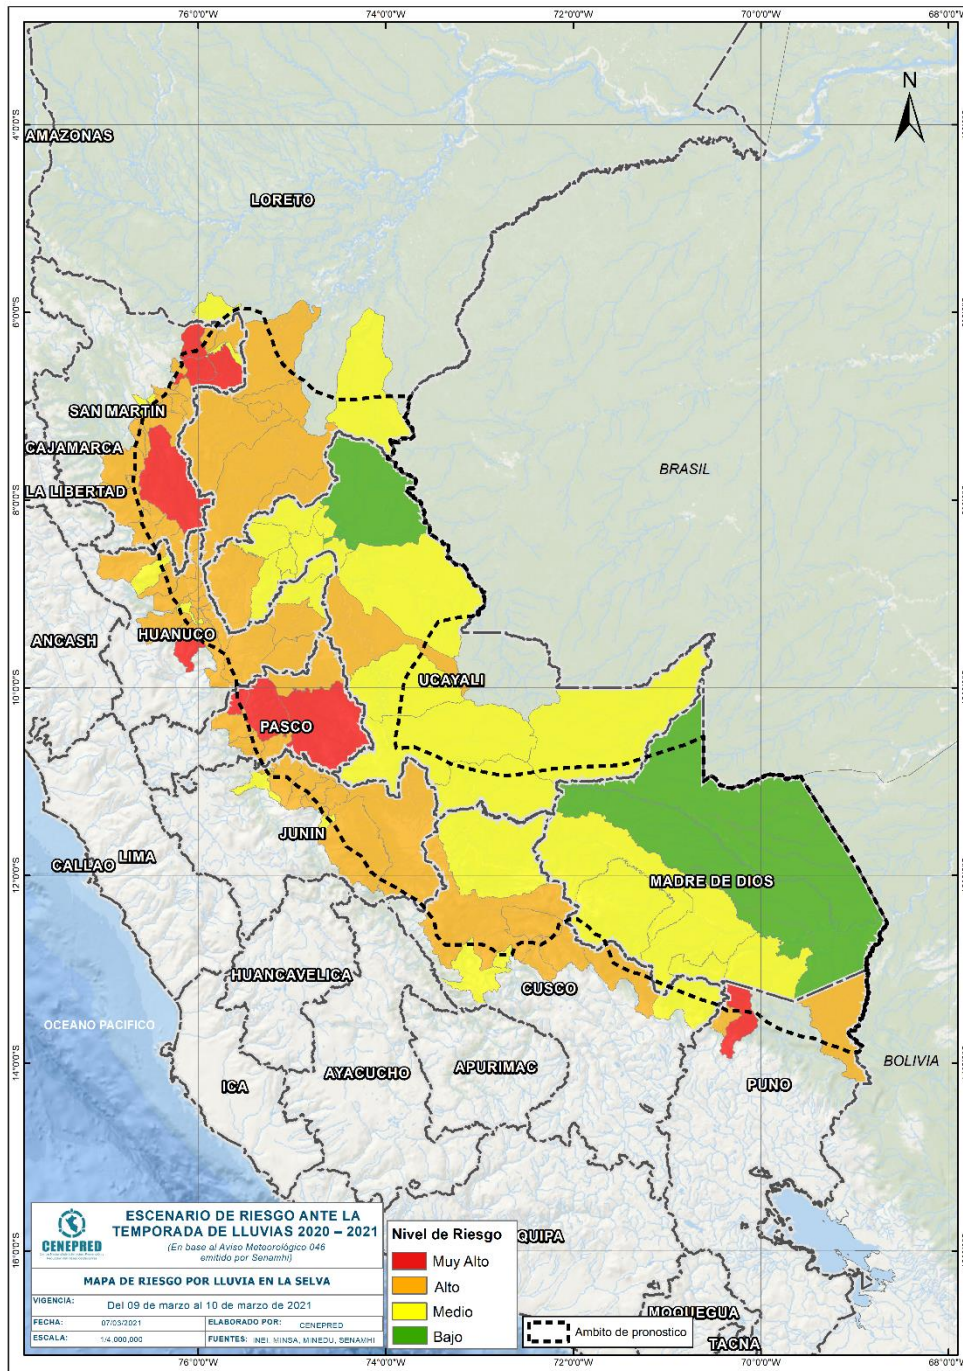 76°0'0"W 74°0'0"W 72°0'0"W 70°0'0"W 68°0'0"W
N
4°0'0"S
AMAZONAS
LORETO
6°0'0"S
SAN MARTÍN
CAJAMARCA
BRASIL
LA LIBERTAD
8°0'0"S
ANCASH
HUANUCO
UCAYALI
10°0'0"S
PASCO
JUNIN
LIMA
CALLAO
12°0'0"S
MADRE DE DIOS
HUANCAVELICA
CUSCO
OCEANO PACIFICO
14°0'0"S
BOLIVIA
ICA
AYACUCHO
APURIMAC
PUNO
16°0'0"S
QUIPA
MOQUEGUA
TACNA
CENEPRED
ESCENARIO DE RIESGO ANTE LA
TEMPORADA DE LLUVIAS 2020 – 2021
(En base al Aviso Meteorológico 046
emitido por Senamhi)
MAPA DE RIESGO POR LLUVIA EN LA SELVA
VIGENCIA: Del 09 de marzo al 10 de marzo de 2021
FECHA: 07/03/2021 ELABORADO POR: CENEPRED
ESCALA: 1/4,000,000 FUENTES: INEI, MINSA, MINEDU, SENAMHI
Nivel de Riesgo
Muy Alto
Alto
Medio
Bajo
Ambito de pronostico
76°0'0"W 74°0'0"W 72°0'0"W 70°0'0"W 68°0'0"W